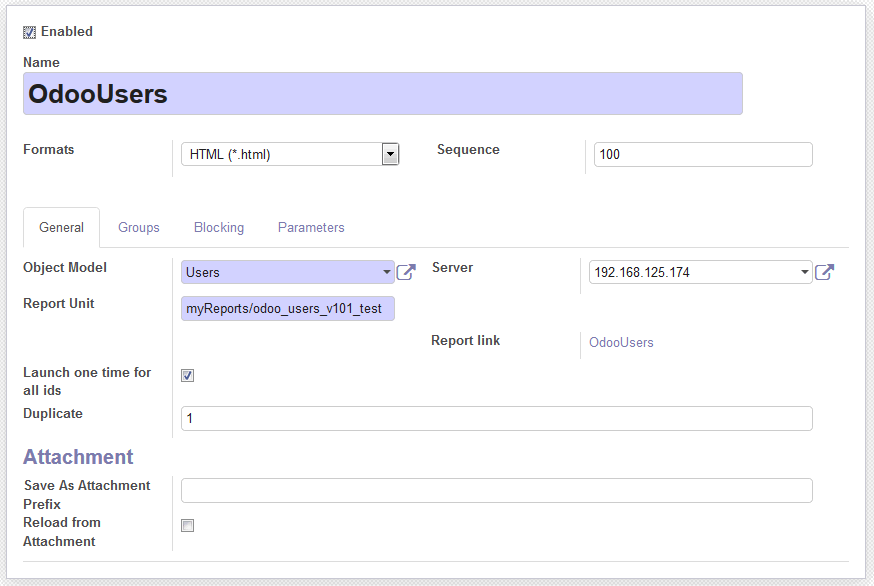 Enabled
Name
OdooUsers
Formats
HTML (*.html)
Sequence
100
General
Groups
Blocking
Parameters
Object Model
Users
Server
192.168.125.174
Report Unit
myReports/odoo_users_v101_test
Report link
OdooUsers
Launch one time for
all ids
Duplicate
1
Attachment
Save As Attachment
Prefix
Reload from
Attachment